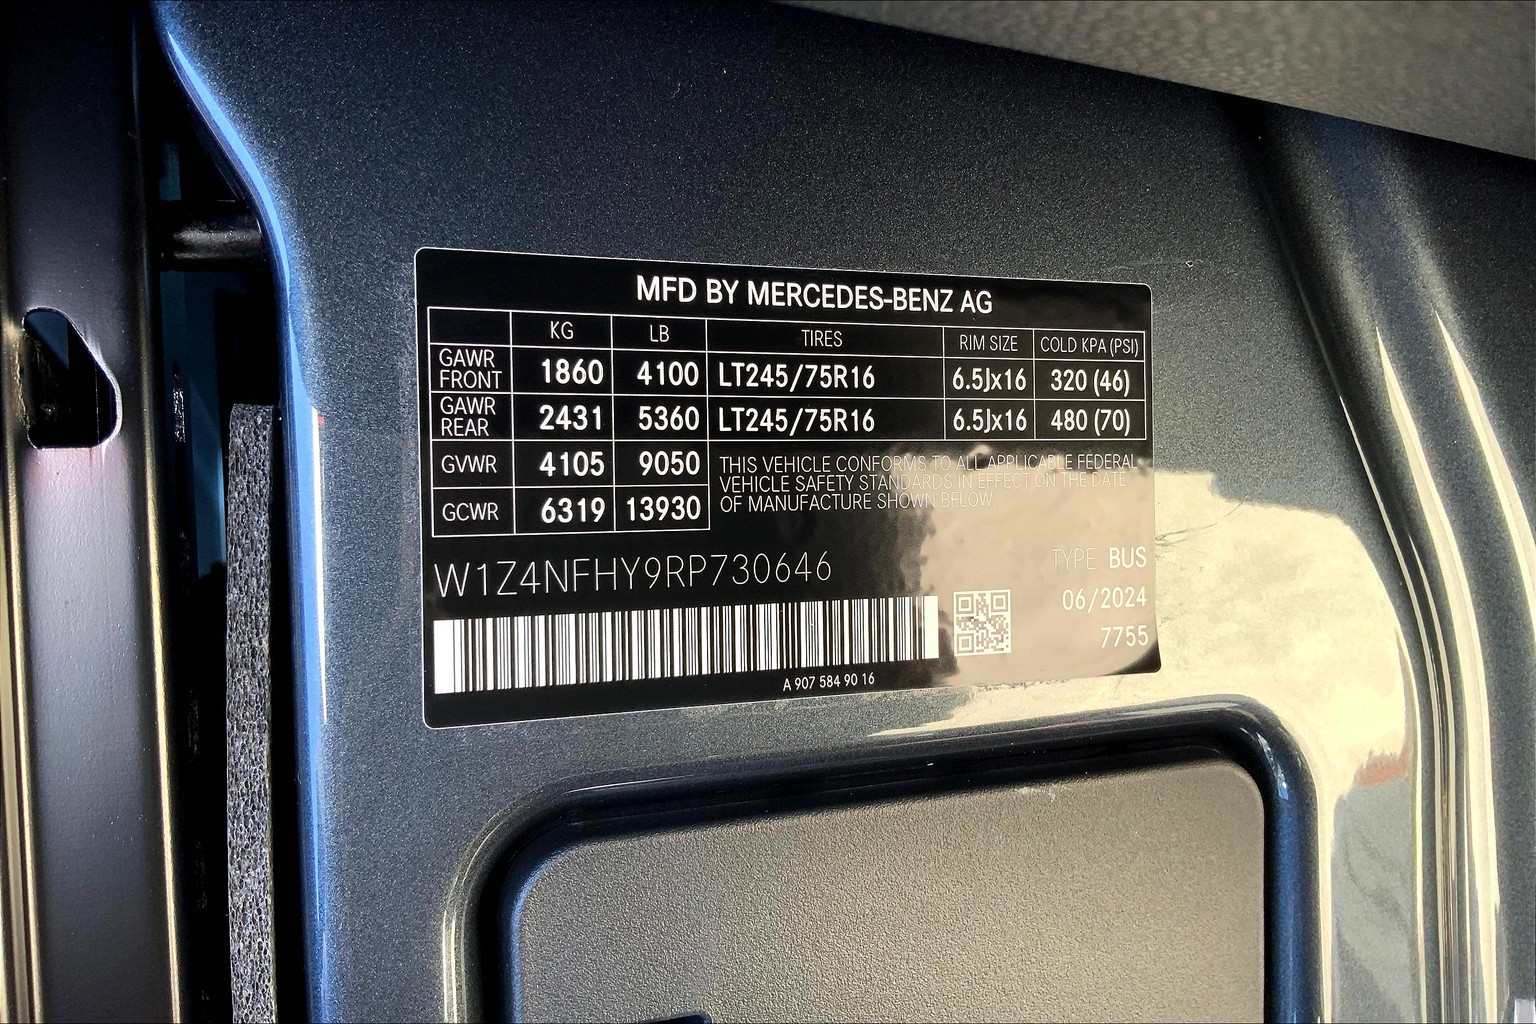 MFD BY MERCEDES-BENZ AG
KG LB TIRES RIM SIZE COLD KPA (PSI)
GAWR FRONT 1860 4100 LT245/75R16 6.5Jx16 320 (46)
GAWR REAR 2431 5360 LT245/75R16 6.5Jx16 480 (70)
GVWR 4105 9050
GCWR 6319 13930
THIS VEHICLE CONFORMS TO ALL APPLICABLE FEDERAL
VEHICLE SAFETY STANDARDS IN EFFECT ON THE DATE
OF MANUFACTURE SHOWN BELOW
W1Z4NFHY9RP730646
TYPE BUS
06/2024
7755
A 907 584 90 16